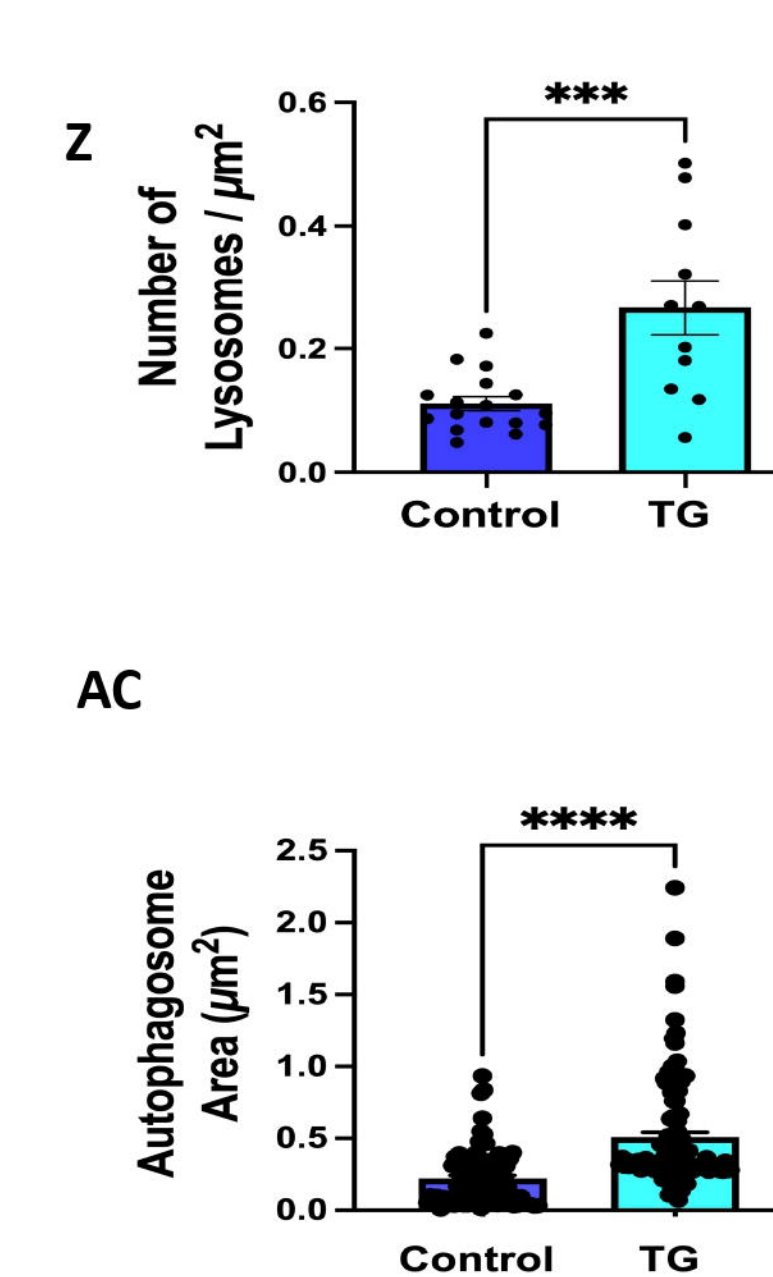 Z
Number of
Lysosomes / μm²
0.6
0.4
0.2
0.0
***
Control TG
AC
Autophagosome
Area (μm²)
2.5
2.0
1.5
1.0
0.5
0.0
****
Control TG